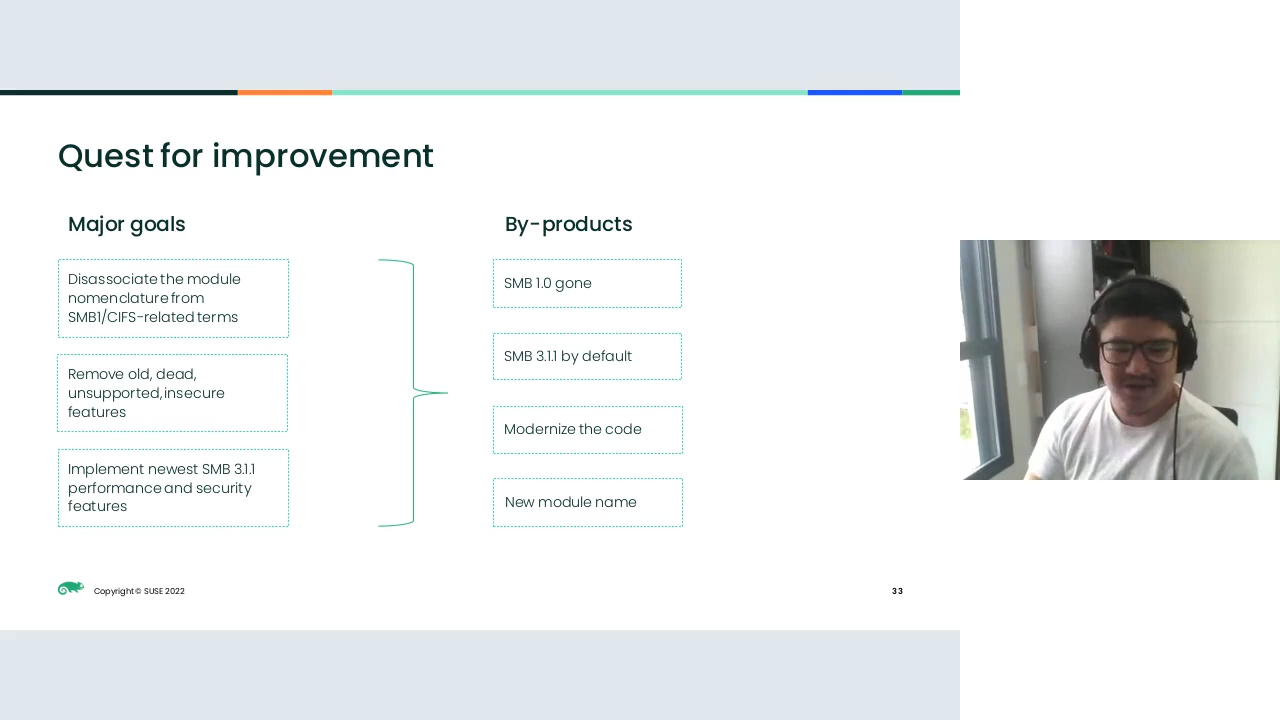 Quest for improvement
Major goals
Disassociate the module
nomenclature from
SMB1/CIFS-related terms
Remove old, dead,
unsupported, insecure
features
Implement newest SMB 3.1.1
performance and security
features
By-products
SMB 1.0 gone
SMB 3.1.1 by default
Modernize the code
New module name
Copyright © SUSE 2022
33